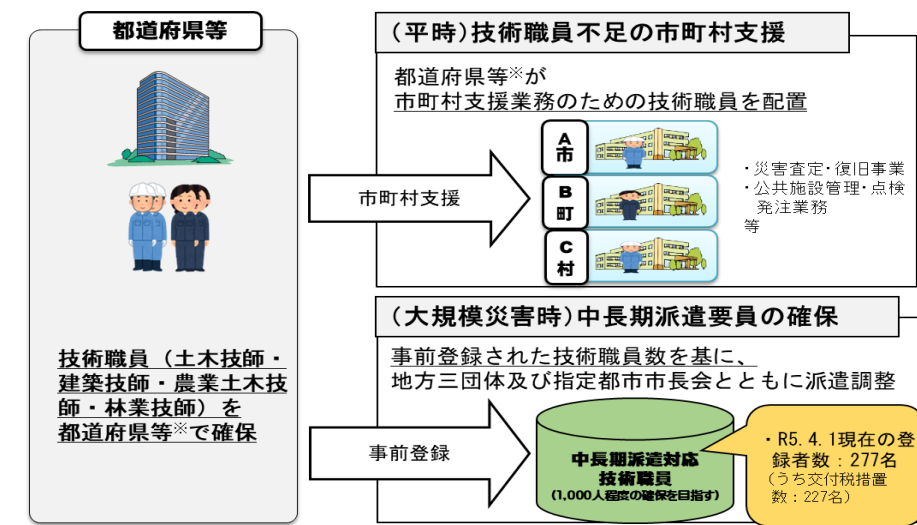 都道府県等
技術職員（土木技師・
建築技師・農業土木技
師・林業技師）を
都道府県等※で確保
市町村支援
事前登録
（平時）技術職員不足の市町村支援
都道府県等※が
市町村支援業務のための技術職員を配置
A市
B町
C村
・災害査定・復旧事業
・公共施設管理・点検
発注業務
等
（大規模災害時）中長期派遣要員の確保
事前登録された技術職員数を基に、
地方三団体及び指定都市市長会とともに派遣調整
中長期派遣対応
技術職員
（1,000人程度の確保を目指す）
・R5.4.1現在の登
録者数：277名
（うち交付税措置
数：227名）